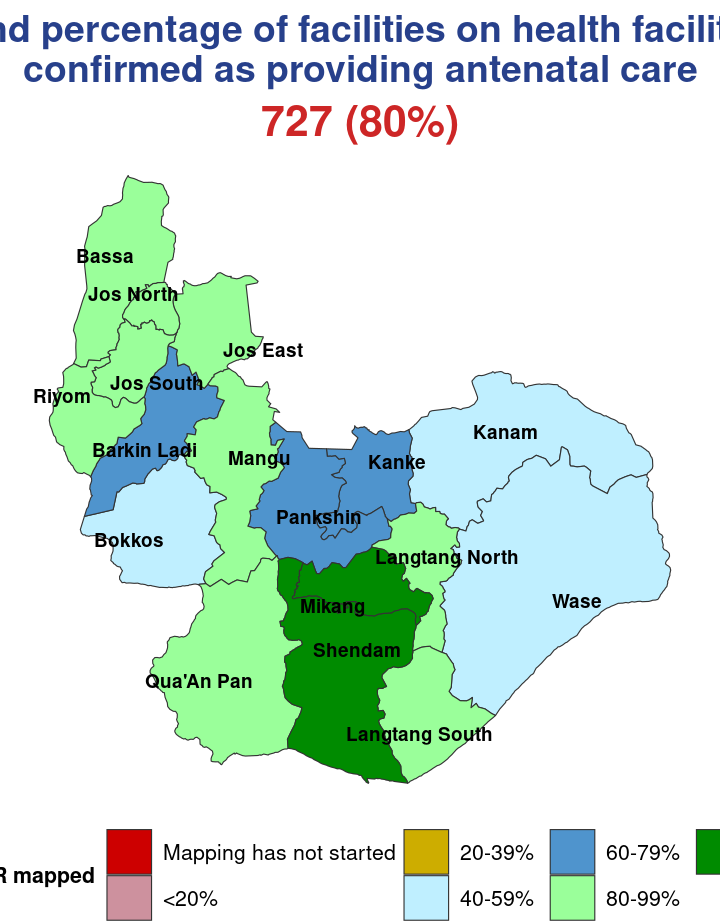 percentage of facilities on health
confirmed as providing antenatal care
727 (80%)
Bassa
Jos North
Jos East
Riyom
Jos South
Kanam
Barkin Ladi
Mangu
Kanke
Pankshin
Bokkos
Langtang North
Mikang
Wase
Shendam
Qua'An Pan
Langtang South
mapped
Mapping has not started
20-39%
60-79%
<20%
40-59%
80-99%